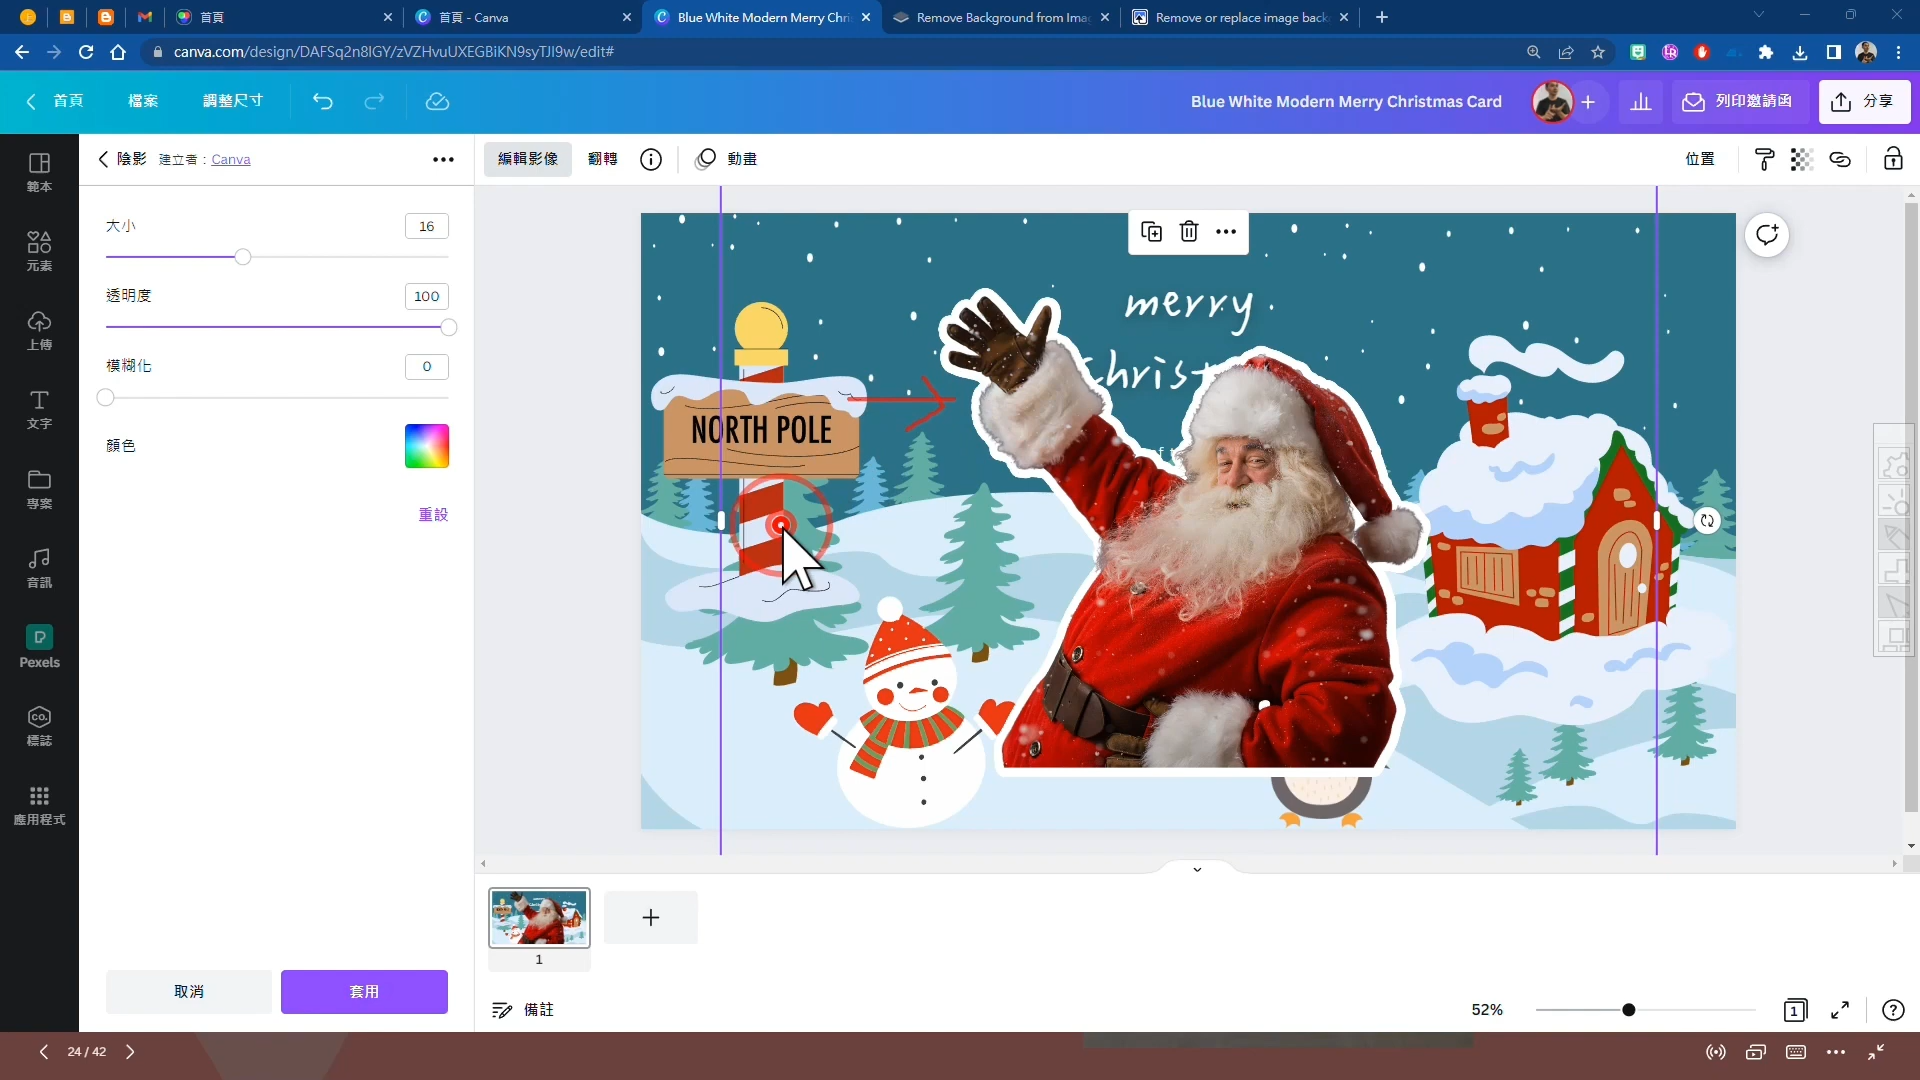 首頁
首頁 - Canva
Blue White Modern Merry Chri
Remove Background from Ima
Remove or replace image back
canva.com/design/DAFSq2n8lGY/zVZHvuUXEGBiKN9syTJl9w/edit#
首頁
檔案
調整尺寸
Blue White Modern Merry Christmas Card
列印邀請函
分享
陰影
建立者：Canva
編輯影像
翻轉
動畫
位置
範本
元素
上傳
文字
專案
音訊
Pexels
標誌
應用程式
大小
16
透明度
100
模糊化
0
顏色
重設
取消
套用
merry
NORTH POLE
1
備註
52%
1
24 / 42